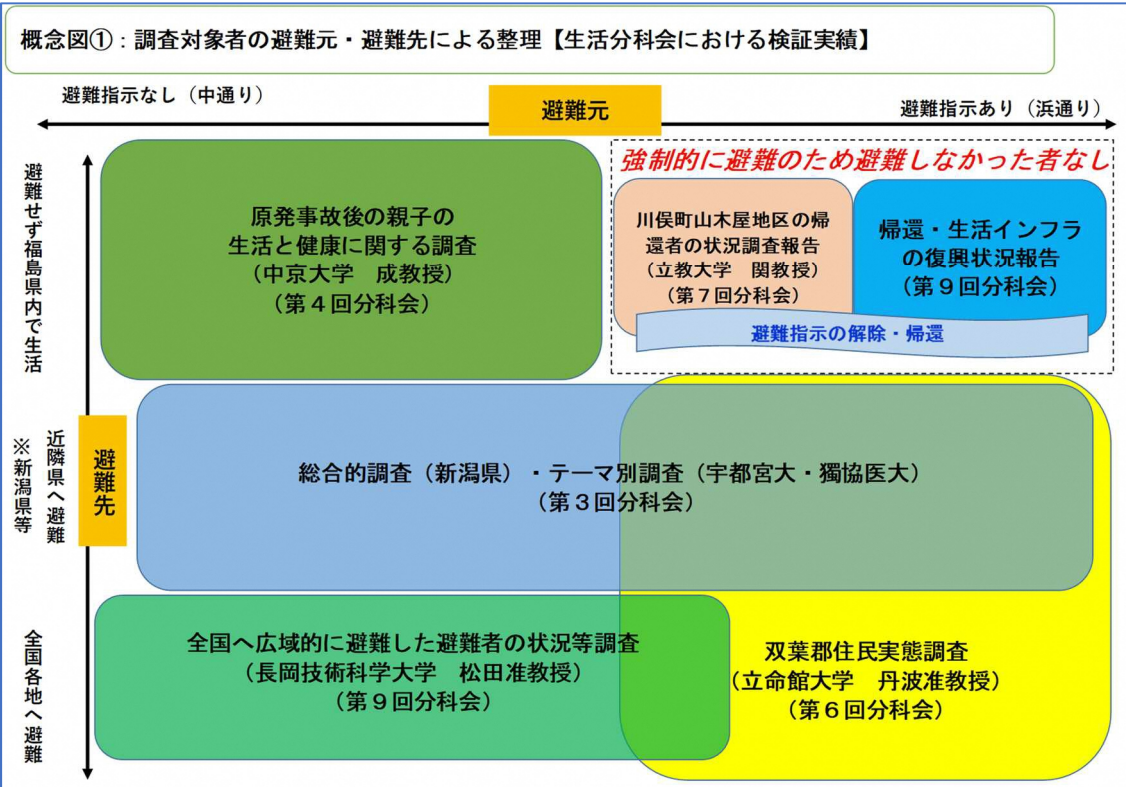 概念図①：調査対象者の避難元・避難先による整理【生活分科会における検証実績】
避難指示なし（中通り）
避難元
避難指示あり（浜通り）
避難せず福島県内で生活
原発事故後の親子の
生活と健康に関する調査
（中京大学　成教授）
（第４回分科会）
強制的に避難のため避難しなかった者なし
川俣町山木屋地区の帰
還者の状況調査報告
（立教大学　関教授）
（第７回分科会）
帰還・生活インフラ
の復興状況報告
（第９回分科会）
避難指示の解除・帰還
避難先
近隣県へ避難
※新潟県等
総合的調査（新潟県）・テーマ別調査（宇都宮大・獨協医大）
（第３回分科会）
全国各地へ避難
全国へ広域的に避難した避難者の状況等調査
（長岡技術科学大学　松田准教授）
（第９回分科会）
双葉郡住民実態調査
（立命館大学　丹波准教授）
（第６回分科会）